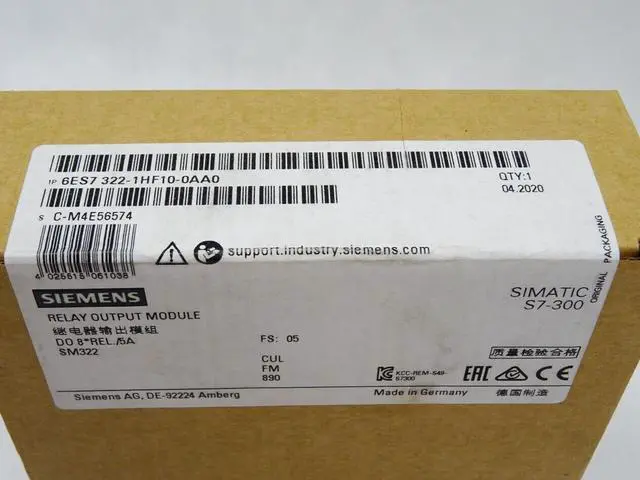 1P 6ES7 322-1HF10-0AA0
QTY:1
04.2020
S C-M4E56574
support.industry.siemens.com
4 025515 061038
SIEMENS
SIMATIC
S7-300
ORIGINAL PACKAGING
RELAY OUTPUT MODULE
继电器输出模组
DO 8*REL./5A
SM322
FS: 05
CUL
FM
890
KCC-REM-S49-
S7300
质量检验合格
EAC CE
Siemens AG, DE-92224 Amberg
Made in Germany
德国制造